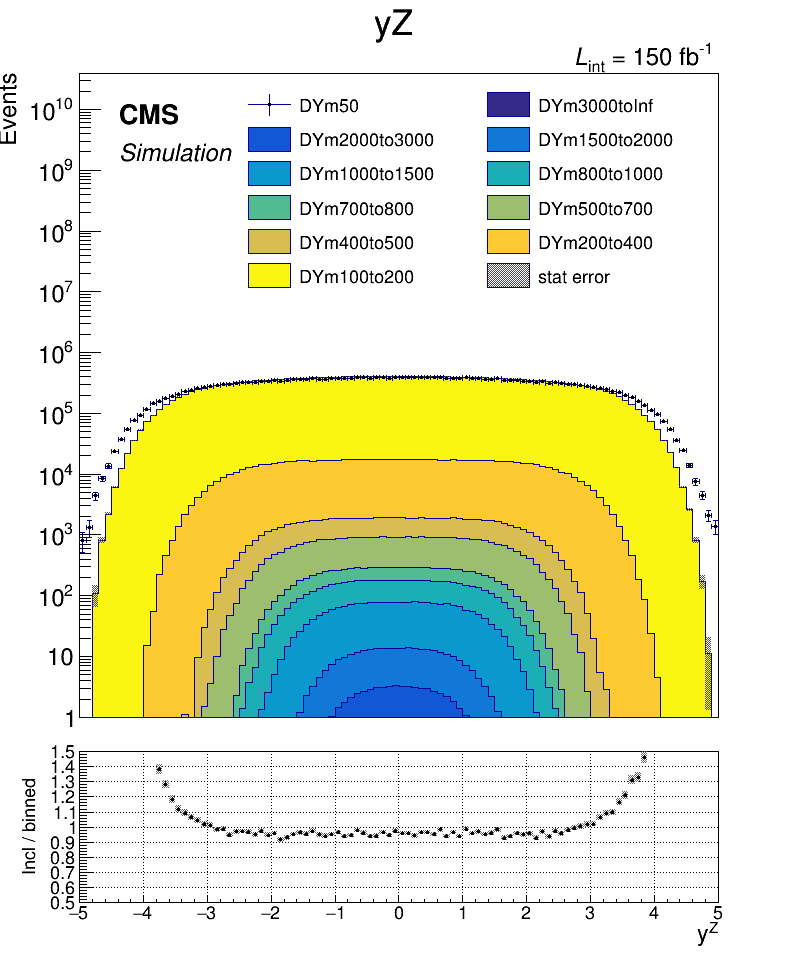 yZ
L_int = 150 fb^-1
Events
CMS
Simulation
DYm50
DYm3000toInf
DYm2000to3000
DYm1500to2000
DYm1000to1500
DYm800to1000
DYm700to800
DYm500to700
DYm400to500
DYm200to400
DYm100to200
stat error
10^10
10^9
10^8
10^7
10^6
10^5
10^4
10^3
10^2
10
1
Incl / binned
1.5
1.4
1.3
1.2
1.1
1
0.9
0.8
0.7
0.6
0.5
−5 −4 −3 −2 −1 0 1 2 3 4 5
y^Z